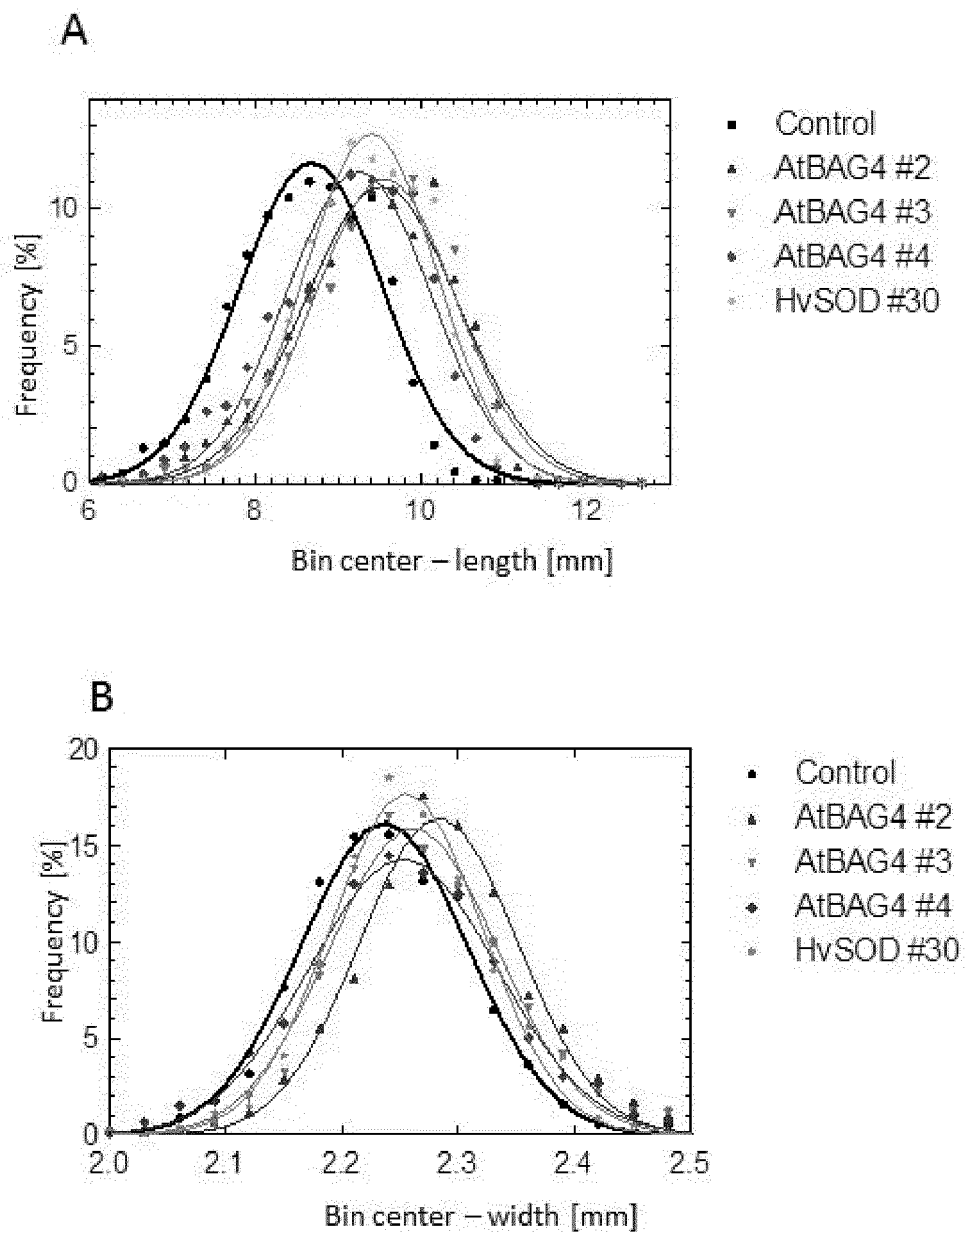 A
Frequency [%]
10
5
0
6 8 10 12
Bin center – length [mm]
Control
AtBAG4 #2
AtBAG4 #3
AtBAG4 #4
HvSOD #30
B
Frequency [%]
20
15
10
5
0
2.0 2.1 2.2 2.3 2.4 2.5
Bin center – width [mm]
Control
AtBAG4 #2
AtBAG4 #3
AtBAG4 #4
HvSOD #30